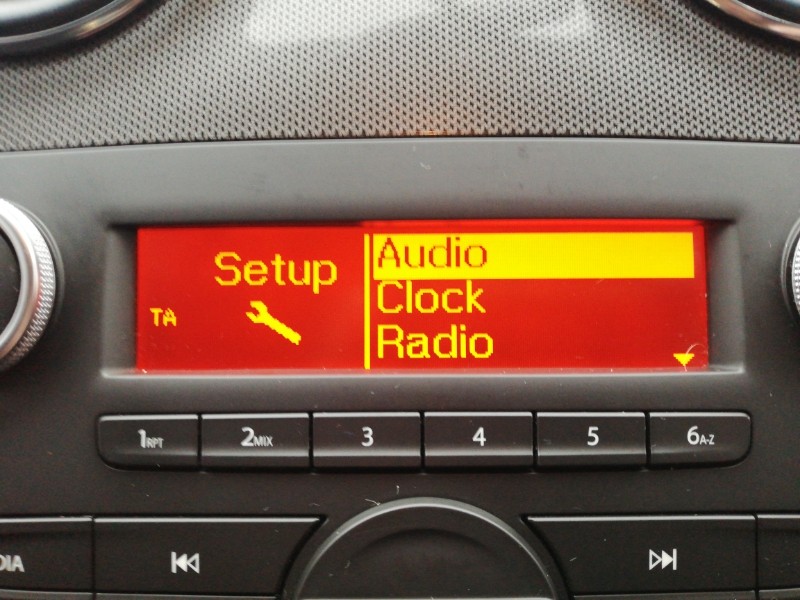 Setup
TA
Audio
Clock
Radio
1RPT
2MIX
3
4
5
6A-Z
DIA